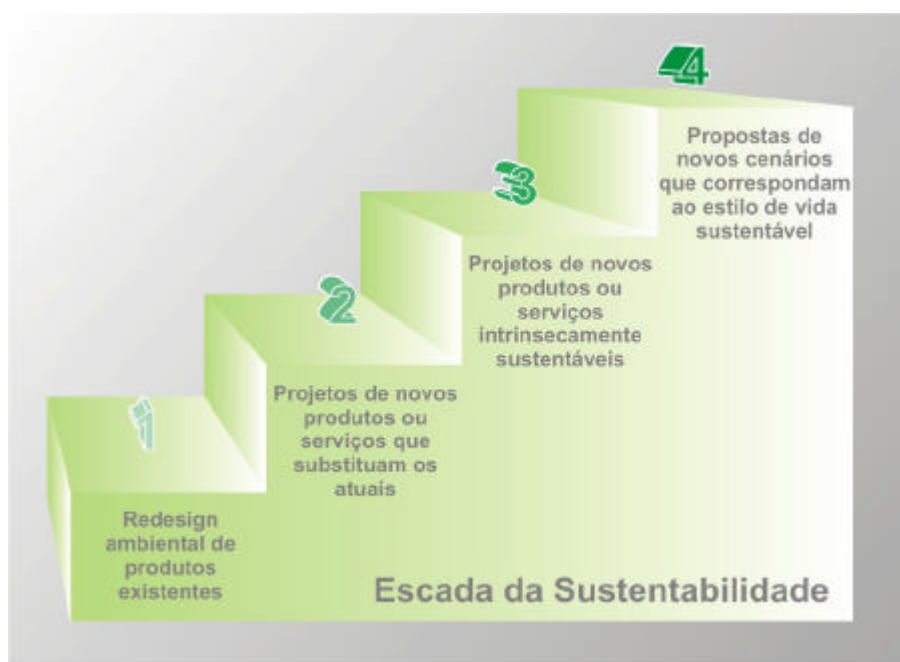 1
Redesign
ambiental de
produtos
existentes
2
Projetos de novos
produtos ou
serviços que
substituam os
atuais
3
Projetos de novos
produtos ou
serviços
intrinsecamente
sustentáveis
4
Propostas de
novos cenários
que correspondam
ao estilo de vida
sustentável
Escada da Sustentabilidade